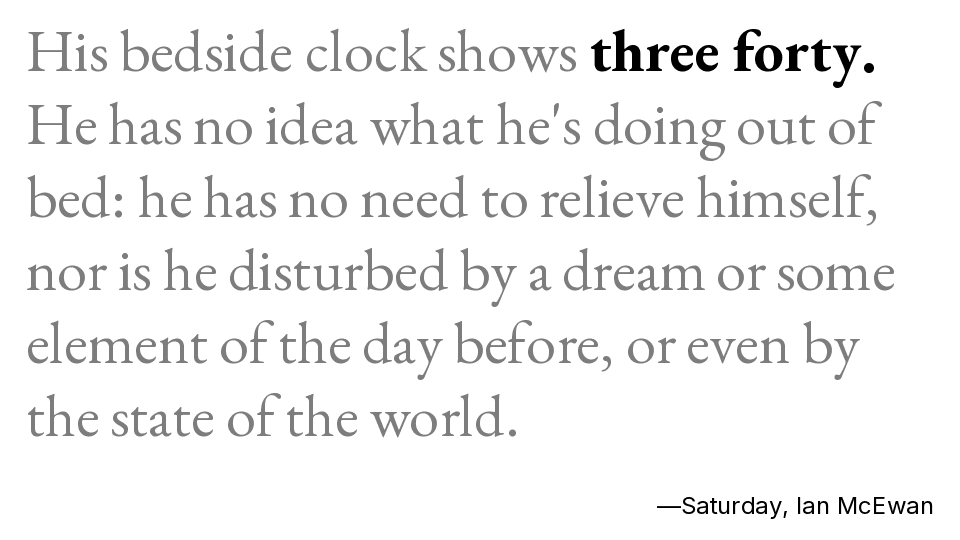 His bedside clock shows three forty.
He has no idea what he's doing out of
bed: he has no need to relieve himself,
nor is he disturbed by a dream or some
element of the day before, or even by
the state of the world.
—Saturday, Ian McEwan